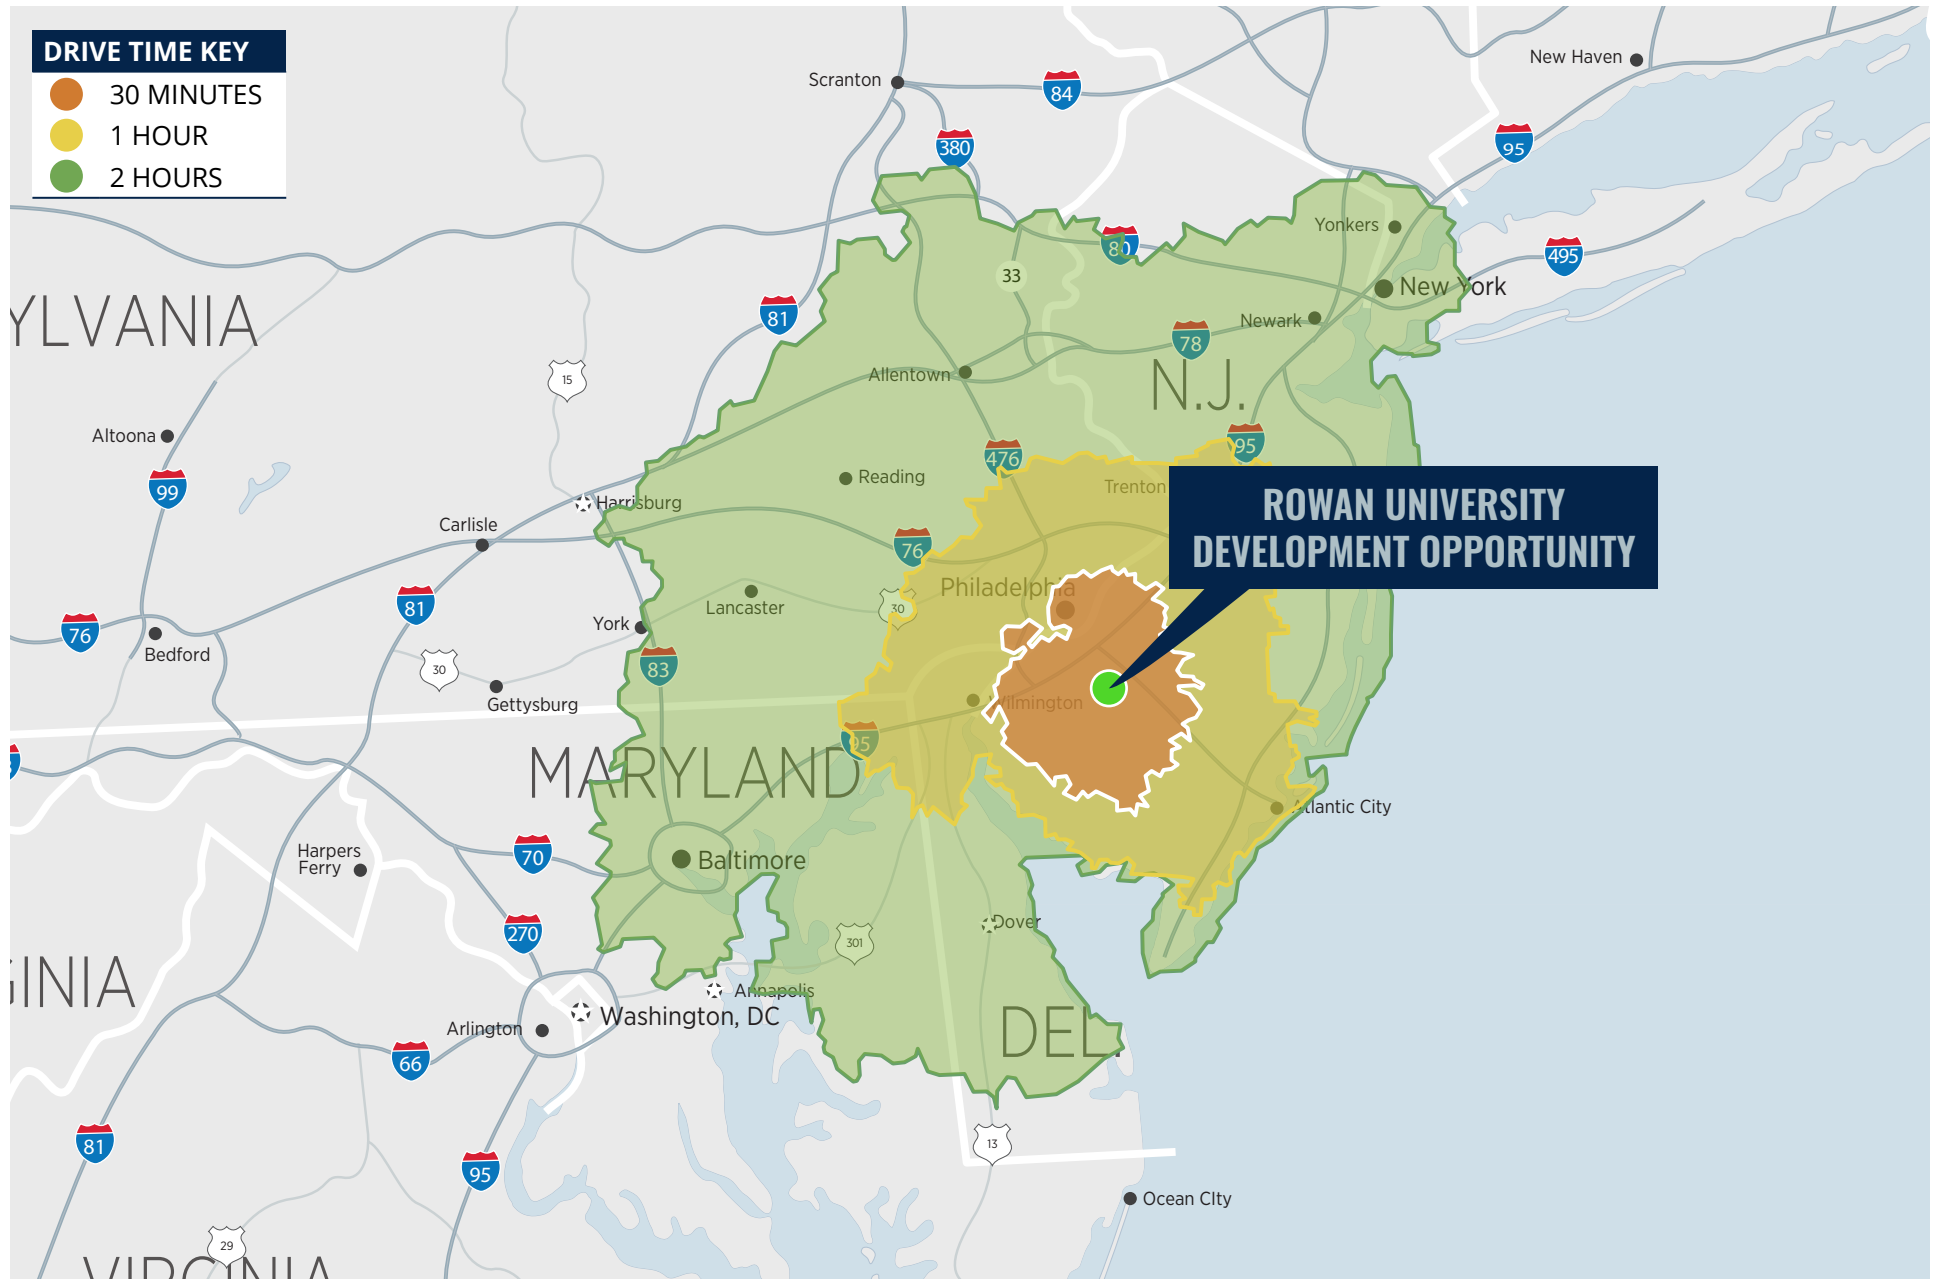 DRIVE TIME KEY
30 MINUTES
1 HOUR
2 HOURS
Scranton
84
New Haven
95
380
Yonkers
80
495
33
New York
YLVANIA
81
Newark
78
15
Allentown
N.J.
Altoona
95
476
99
Reading
Trenton
Harrisburg
ROWAN UNIVERSITY
DEVELOPMENT OPPORTUNITY
Carlisle
76
Philadelphia
81
Lancaster
30
76
York
Bedford
30
83
Gettysburg
Wilmington
95
MARYLAND
Atlantic City
Harpers
Ferry
70
Baltimore
270
Dover
301
GINIA
Annapolis
Washington, DC
Arlington
DEL.
66
81
13
95
Ocean CIty
29
VIRGINIA